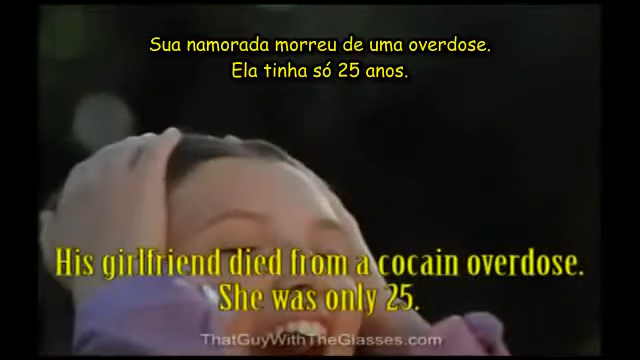 Sua namorada morreu de uma overdose.
Ela tinha só 25 anos.
His girlfriend died from a cocain overdose.
She was only 25.
ThatGuyWithTheGlasses.com